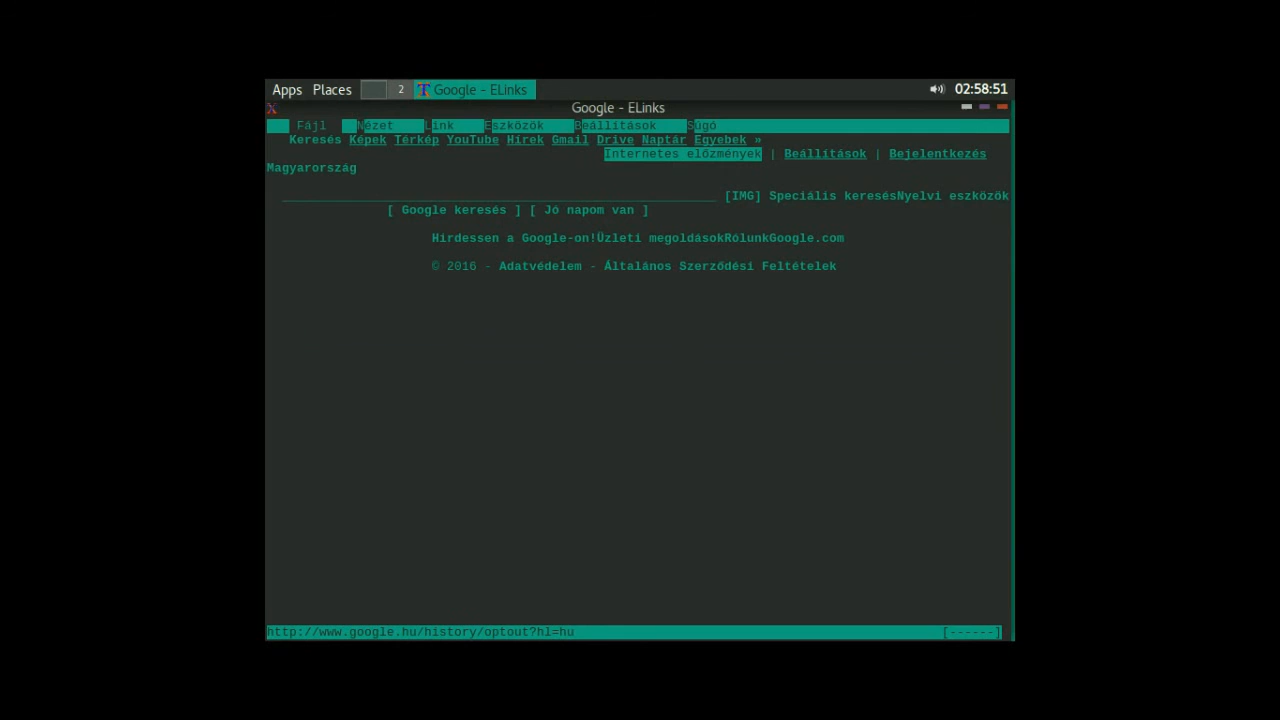 Apps Places 2 Google - ELinks 02:58:51
Google - ELinks
Fájl Nézet Link Eszközök Beállítások Súgó
Keresés Képek Térkép YouTube Hírek Gmail Drive Naptár Egyebek »
Internetes előzmények | Beállítások | Bejelentkezés
Magyarország
[IMG] Speciális keresésNyelvi eszközök
[ Google keresés ] [ Jó napom van ]
Hirdessen a Google-on!Üzleti megoldásokRólunkGoogle.com
© 2016 - Adatvédelem - Általános Szerződési Feltételek
http://www.google.hu/history/optout?hl=hu [------]